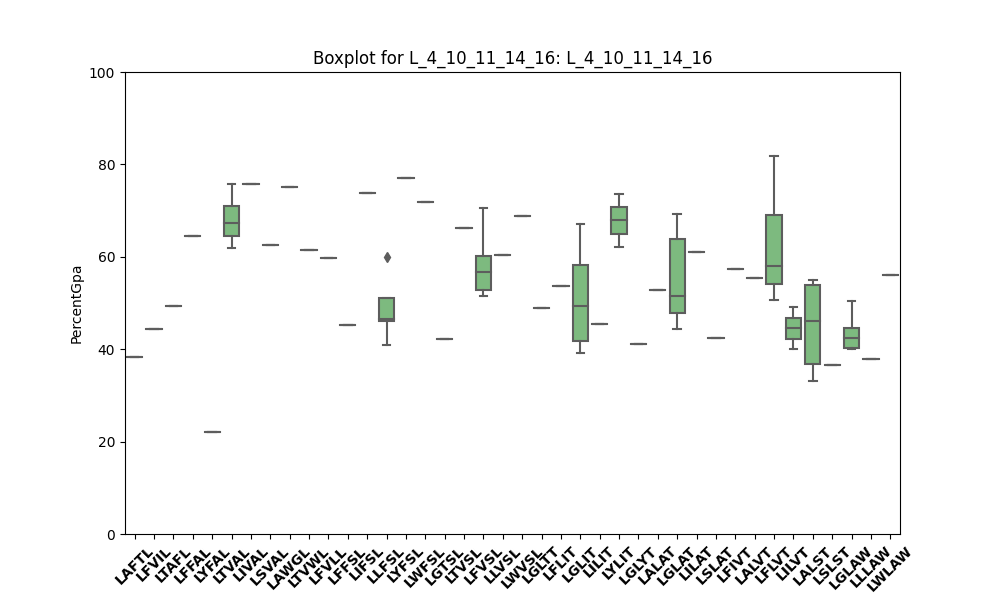 Boxplot for L_4_10_11_14_16: L_4_10_11_14_16
PercentGpa
100
80
60
40
20
0
LAFTL
LFVIL
LTAFL
LFFAL
LYFAL
LTVAL
LIVAL
LSVAL
LAWGL
LTVWL
LFVLL
LFFSL
LIFSL
LLFSL
LYFSL
LWFSL
LGTSL
LTVSL
LFVSL
LLVSL
LWVSL
LGLTT
LFLIT
LGLIT
LILIT
LYLIT
LGLYT
LALAT
LGLAT
LILAT
LSLAT
LFIVT
LALVT
LFLVT
LILVT
LALST
LSLST
LGLAW
LLLAW
LWLAW